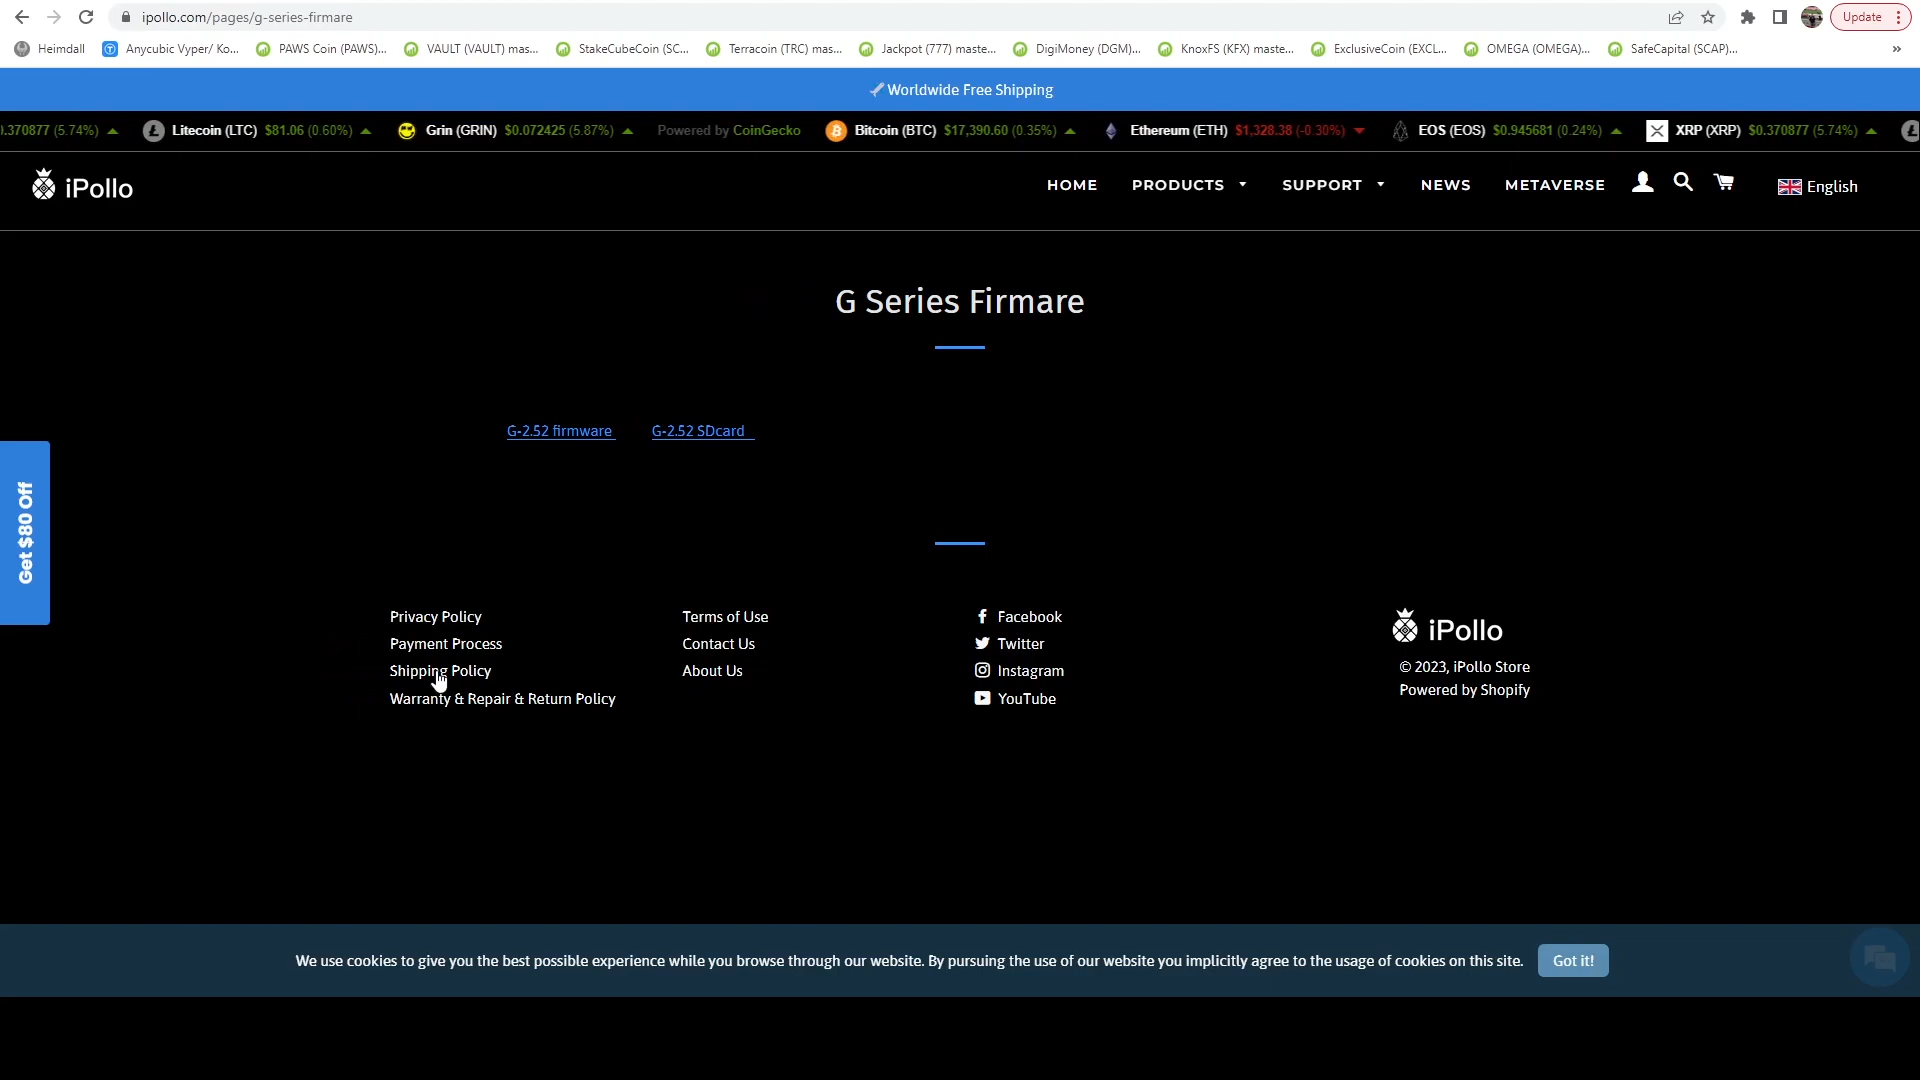 ipollo.com/pages/g-series-firmare
Update
Heimdall
Anycubic Vyper/ Ko...
PAWS Coin (PAWS)...
VAULT (VAULT) mas...
StakeCubeCoin (SC...
Terracoin (TRC) mas...
Jackpot (777) maste...
DigiMoney (DGM)...
KnoxFS (KFX) maste...
ExclusiveCoin (EXCL...
OMEGA (OMEGA)...
SafeCapital (SCAP)...
»
Worldwide Free Shipping
0.370877 (5.74%) Litecoin (LTC) $81.06 (0.60%) Grin (GRIN) $0.072425 (5.87%) Powered by CoinGecko Bitcoin (BTC) $17,390.60 (0.35%) Ethereum (ETH) $1,328.38 (-0.30%) EOS (EOS) $0.945681 (0.24%) XRP (XRP) $0.370877 (5.74%)
iPollo
HOME
PRODUCTS
SUPPORT
NEWS
METAVERSE
English
G Series Firmare
G-2.52 firmware
G-2.52 SDcard
Get $80 Off
Privacy Policy
Payment Process
Shipping Policy
Warranty & Repair & Return Policy
Terms of Use
Contact Us
About Us
Facebook
Twitter
Instagram
YouTube
iPollo
© 2023, iPollo Store
Powered by Shopify
We use cookies to give you the best possible experience while you browse through our website. By pursuing the use of our website you implicitly agree to the usage of cookies on this site.
Got it!